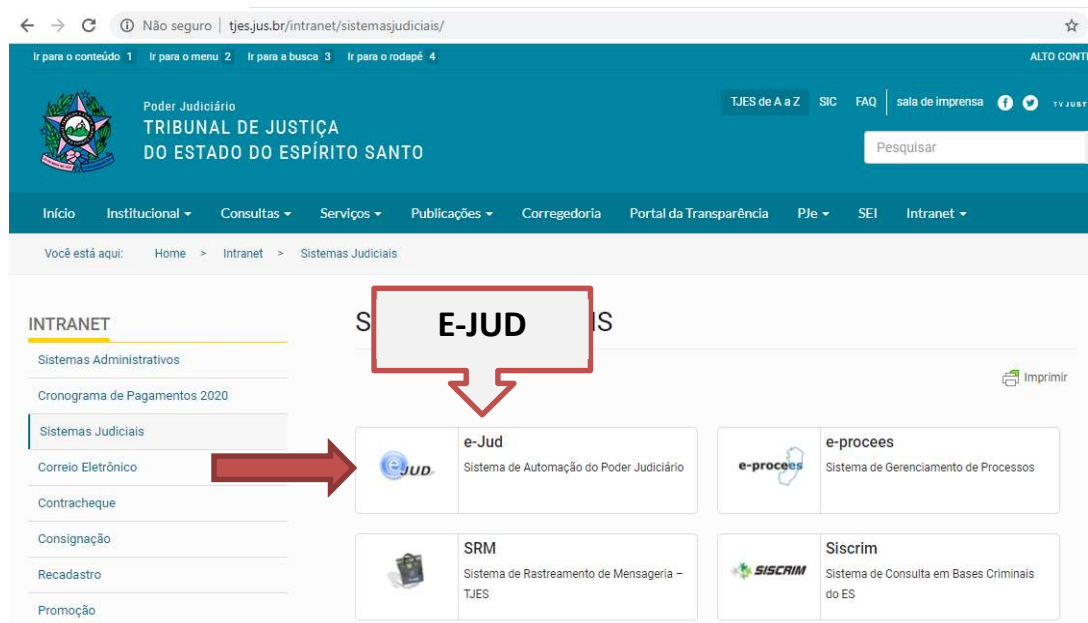 Não seguro | tjes.jus.br/intranet/sistemasjudiciais/
Ir para o conteúdo 1 Ir para o menu 2 Ir para a busca 3 Ir para o rodapé 4
ALTO CONT
Poder Judiciário
TRIBUNAL DE JUSTIÇA
DO ESTADO DO ESPÍRITO SANTO
TJES de A a Z SIC FAQ sala de imprensa TV JUST
Pesquisar
Início Institucional Consultas Serviços Publicações Corregedoria Portal da Transparência PJe SEI Intranet
Você está aqui: Home > Intranet > Sistemas Judiciais
INTRANET
Sistemas Administrativos
Cronograma de Pagamentos 2020
Sistemas Judiciais
Correio Eletrônico
Contracheque
Consignação
Recadastro
Promoção
S IS
E-JUD
Imprimir
eJUD
e-Jud
Sistema de Automação do Poder Judiciário
e-procees
e-procees
Sistema de Gerenciamento de Processos
SRM
Sistema de Rastreamento de Mensageria –
TJES
SISCRIM
Siscrim
Sistema de Consulta em Bases Criminais
do ES